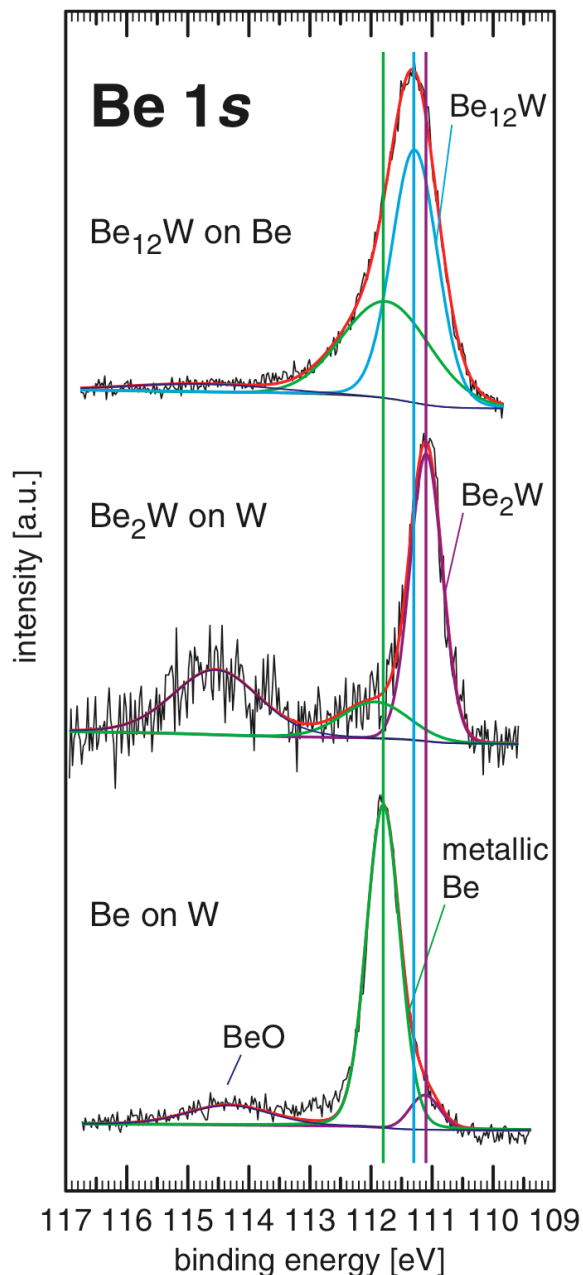 Be 1s
Be₁₂W
Be₁₂W on Be
Be₂W on W
Be₂W
intensity [a.u.]
metallic
Be
Be on W
BeO
117 116 115 114 113 112 111 110 109
binding energy [eV]